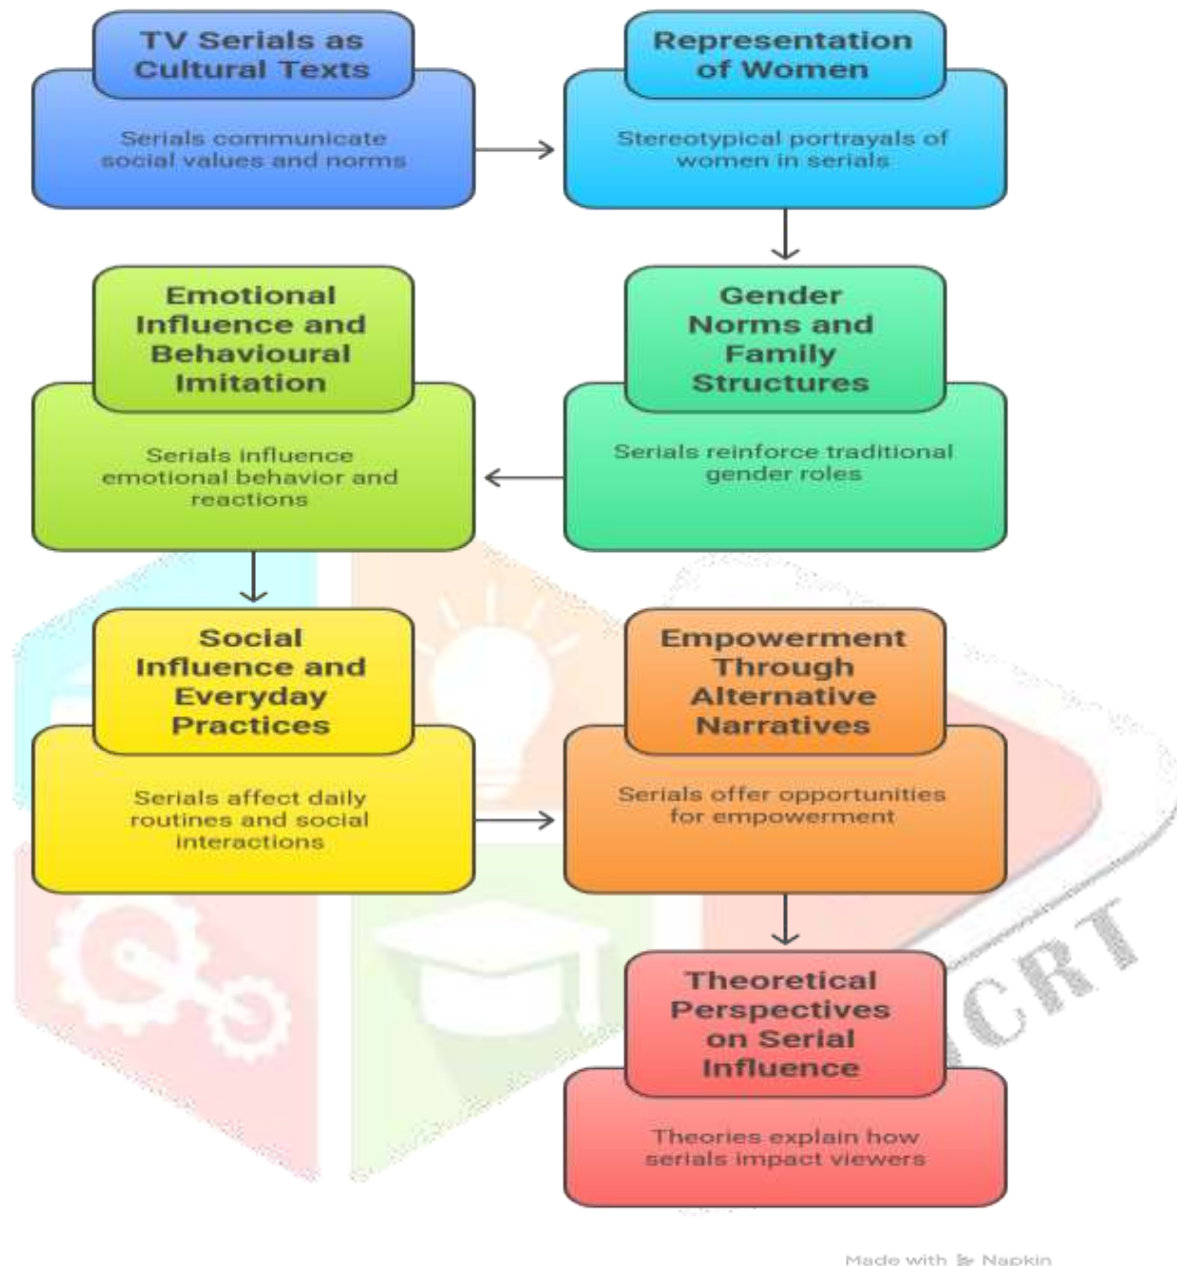 TV Serials as
Cultural Texts
Serials communicate
social values and norms
Representation
of Women
Stereotypical portrayals of
women in serials
Gender
Norms and
Family
Structures
Serials reinforce traditional
gender roles
Emotional
Influence and
Behavioural
Imitation
Serials influence
emotional behavior and
reactions
Social
Influence and
Everyday
Practices
Serials affect daily
routines and social
interactions
Empowerment
Through
Alternative
Narratives
Serials offer opportunities
for empowerment
Theoretical
Perspectives
on Serial
Influence
Theories explain how
serials impact viewers
Made with Napkin